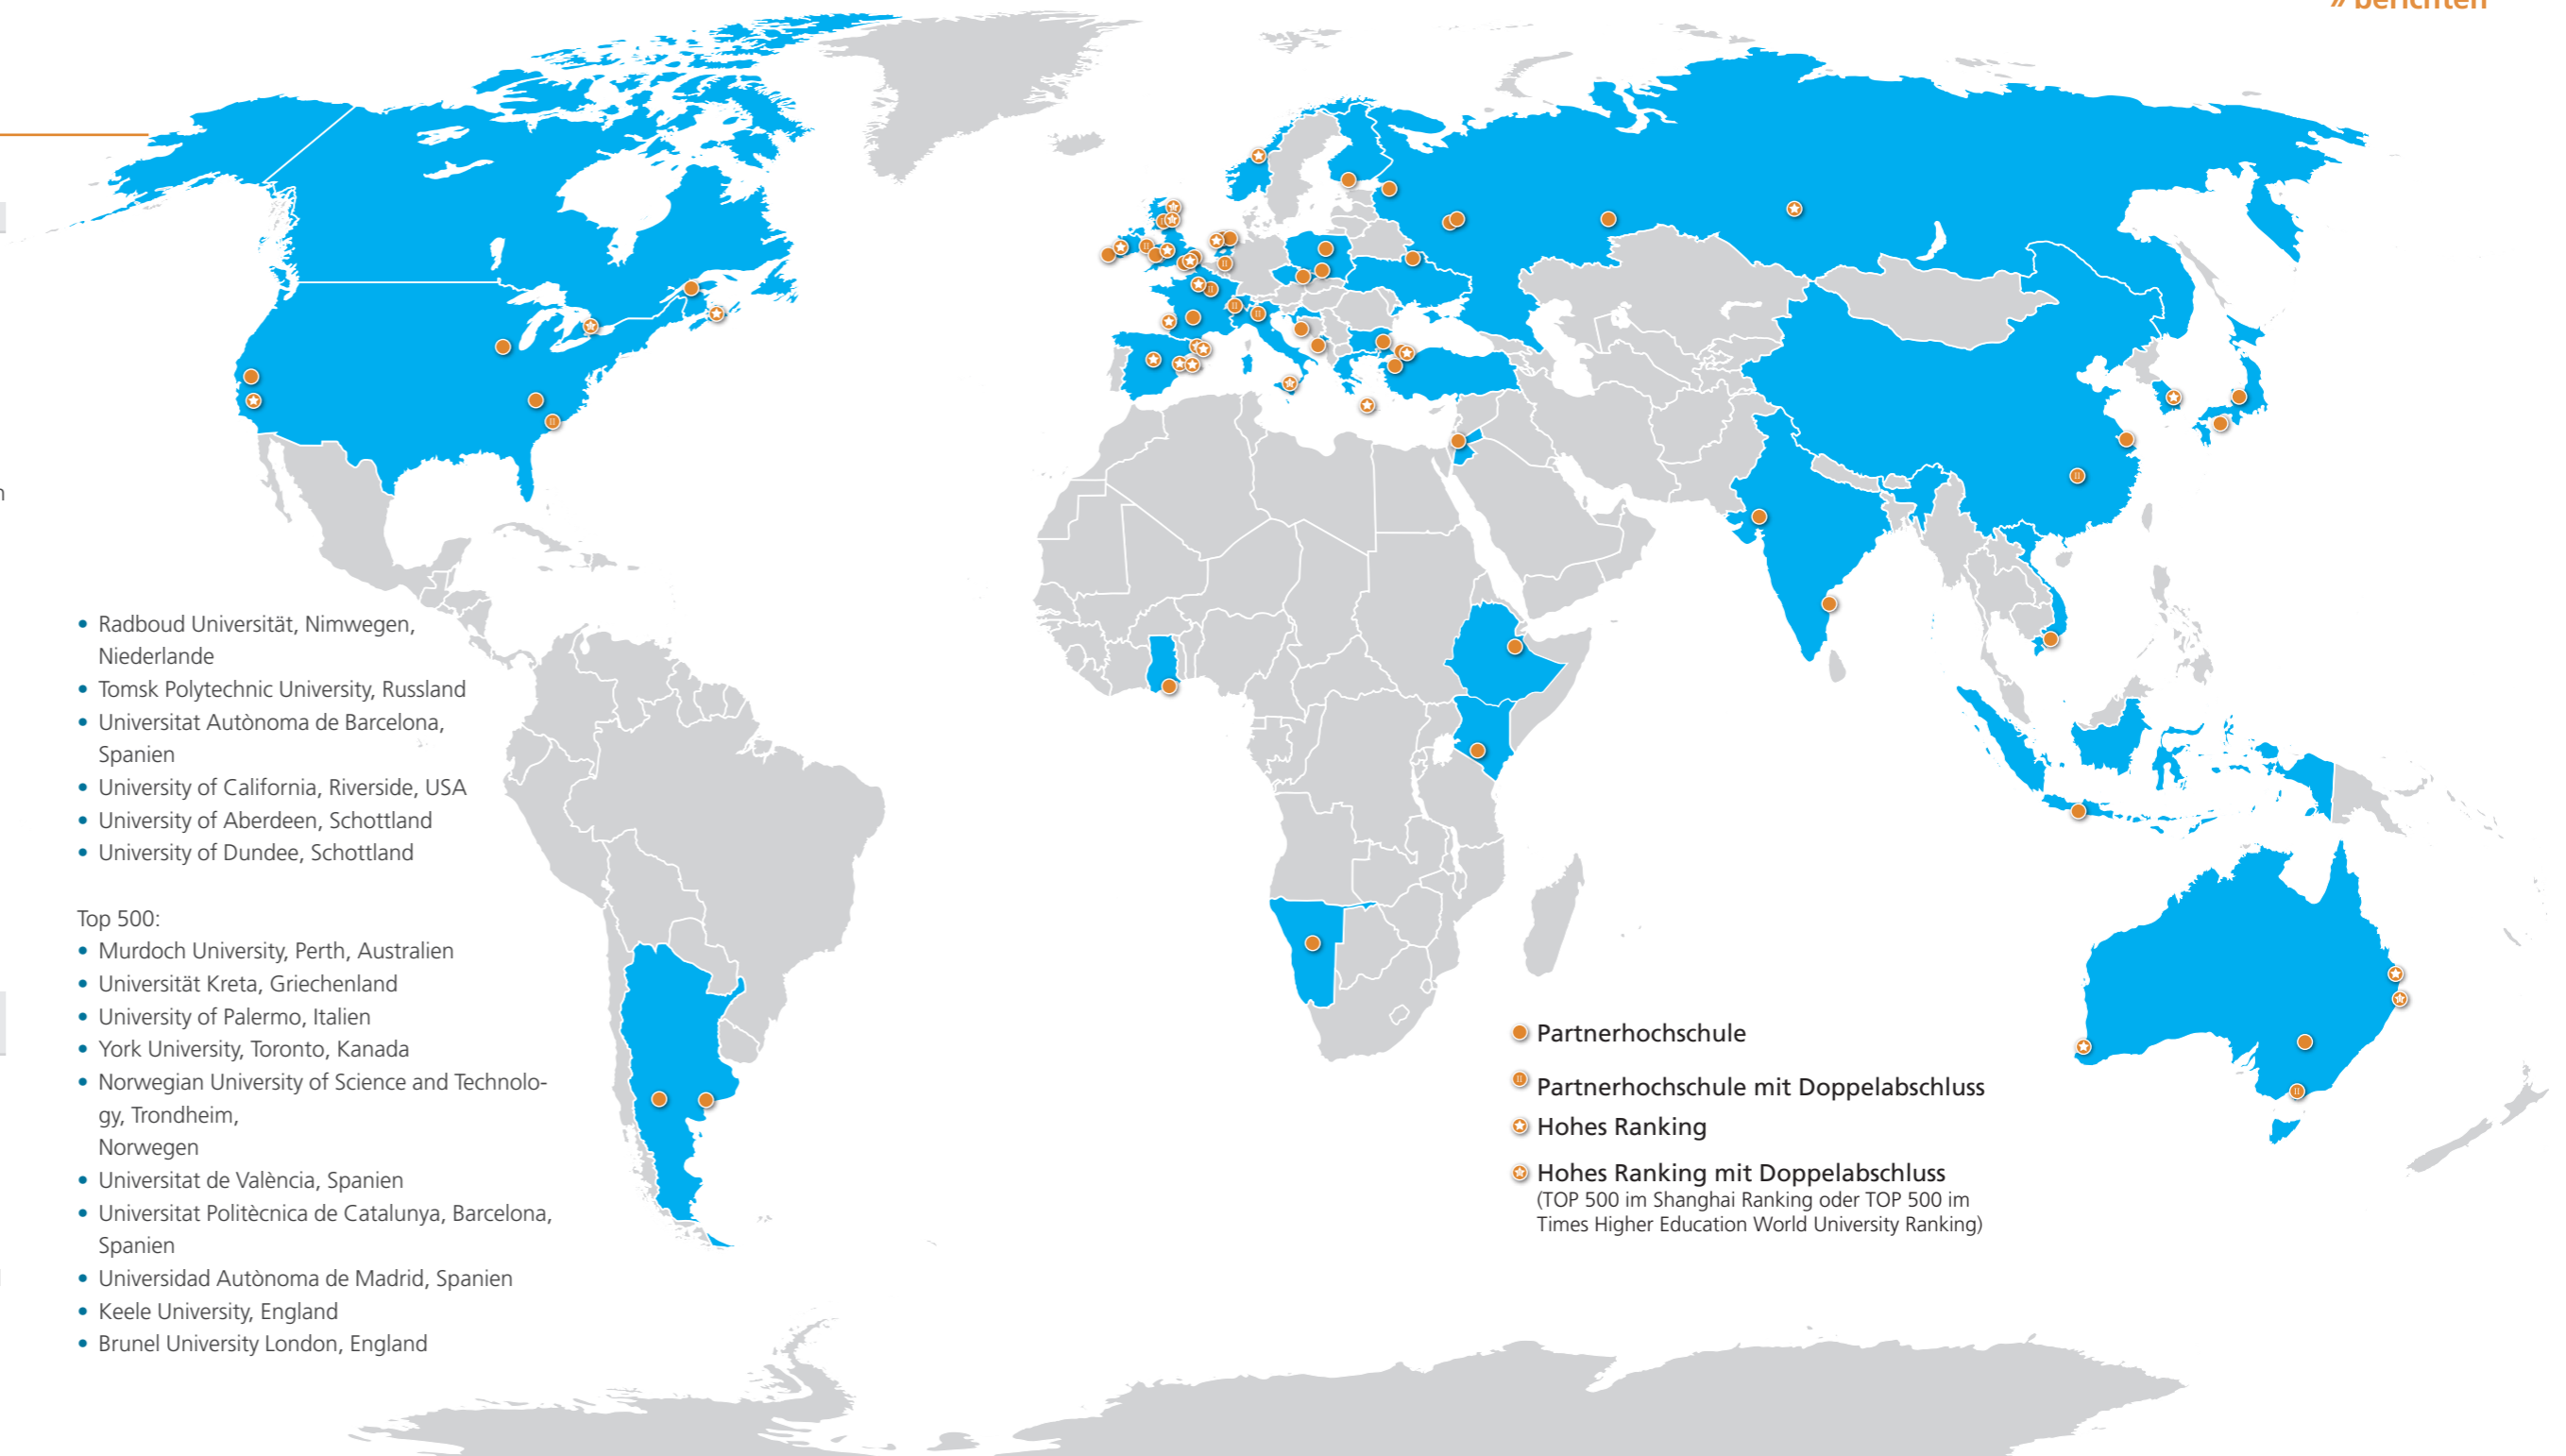 » berichten
n
• Radboud Universität, Nimwegen,
Niederlande
• Tomsk Polytechnic University, Russland
• Universitat Autònoma de Barcelona,
Spanien
• University of California, Riverside, USA
• University of Aberdeen, Schottland
• University of Dundee, Schottland
Top 500:
• Murdoch University, Perth, Australien
• Universität Kreta, Griechenland
• University of Palermo, Italien
• York University, Toronto, Kanada
• Norwegian University of Science and Technolo-
gy, Trondheim,
Norwegen
• Universitat de València, Spanien
• Universitat Politècnica de Catalunya, Barcelona,
Spanien
• Universidad Autònoma de Madrid, Spanien
• Keele University, England
• Brunel University London, England
Partnerhochschule
Partnerhochschule mit Doppelabschluss
Hohes Ranking
Hohes Ranking mit Doppelabschluss
(TOP 500 im Shanghai Ranking oder TOP 500 im
Times Higher Education World University Ranking)